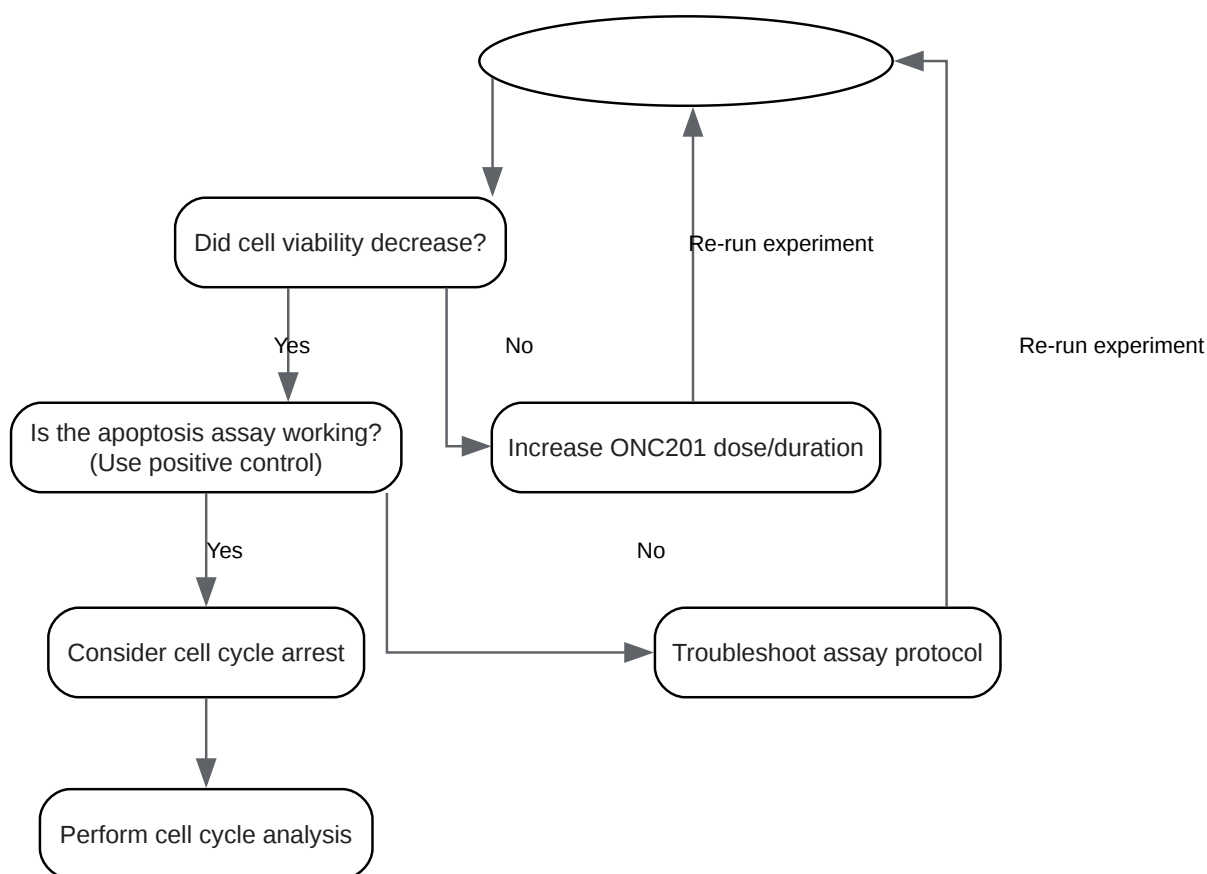 Did cell viability decrease?
Re-run experiment
Yes
No
Re-run experiment
Is the apoptosis assay working?
(Use positive control)
Increase ONC201 dose/duration
Yes
No
Consider cell cycle arrest
Troubleshoot assay protocol
Perform cell cycle analysis